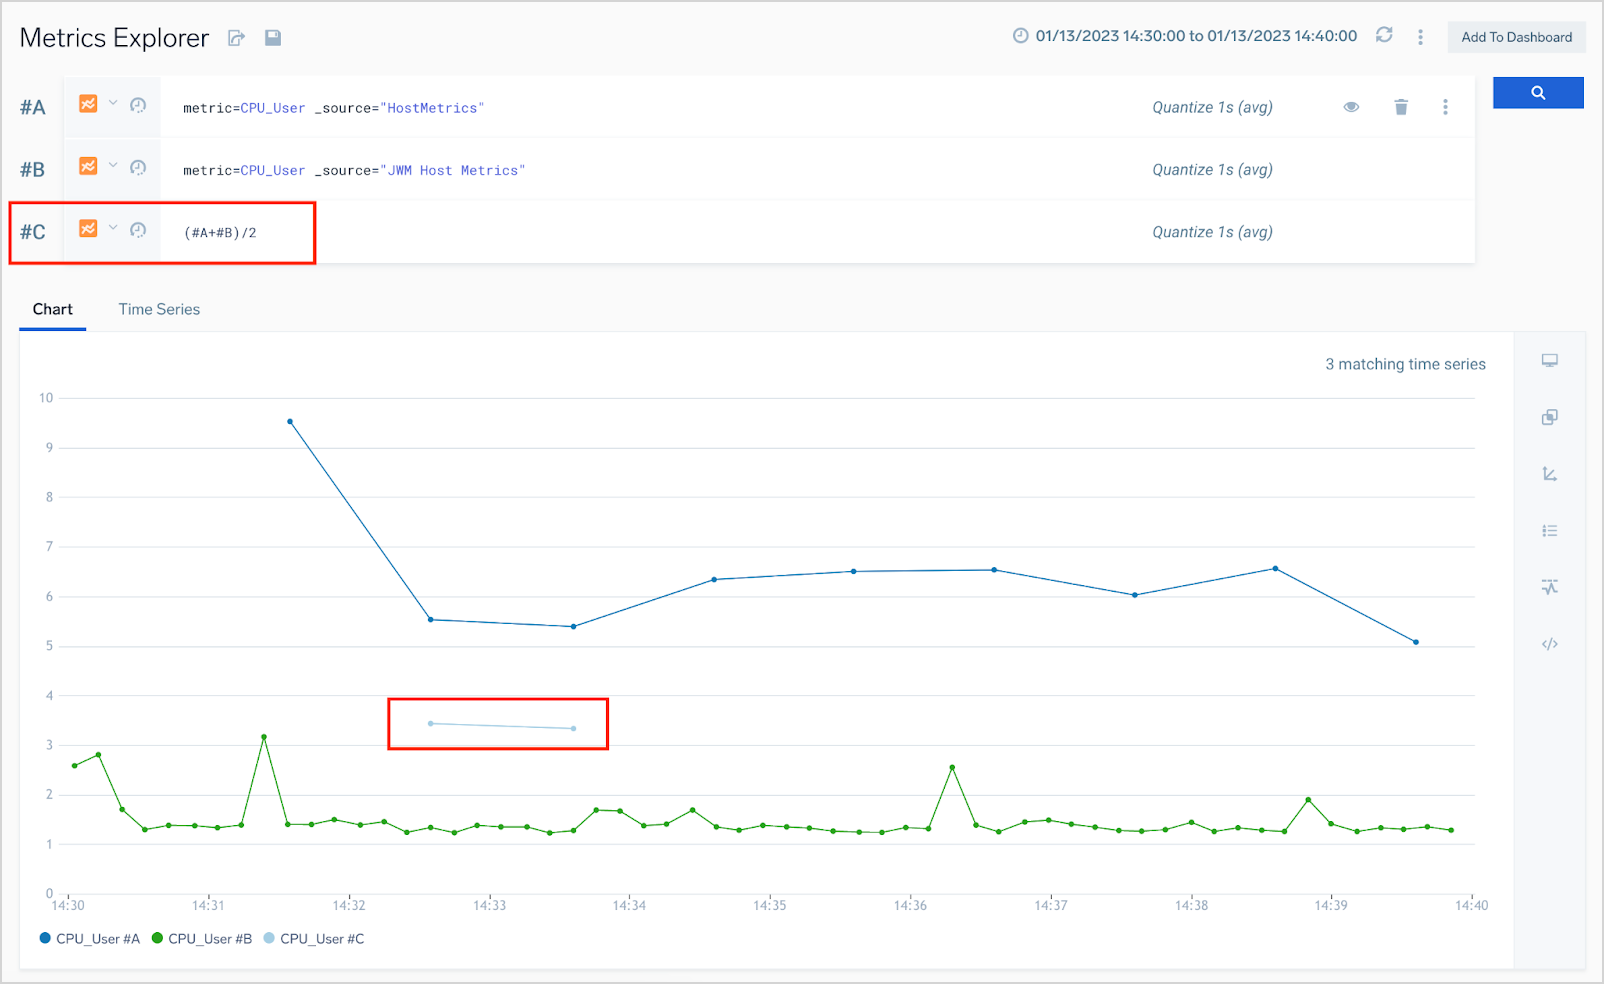 Metrics Explorer
01/13/2023 14:30:00 to 01/13/2023 14:40:00
Add To Dashboard
#A metric=CPU_User _source="HostMetrics" Quantize 1s (avg)
#B metric=CPU_User _source="JWM Host Metrics" Quantize 1s (avg)
#C (#A+#B)/2 Quantize 1s (avg)
Chart Time Series
3 matching time series
10
9
8
7
6
5
4
3
2
1
0
14:30 14:31 14:32 14:33 14:34 14:35 14:36 14:37 14:38 14:39 14:40
CPU_User #A CPU_User #B CPU_User #C